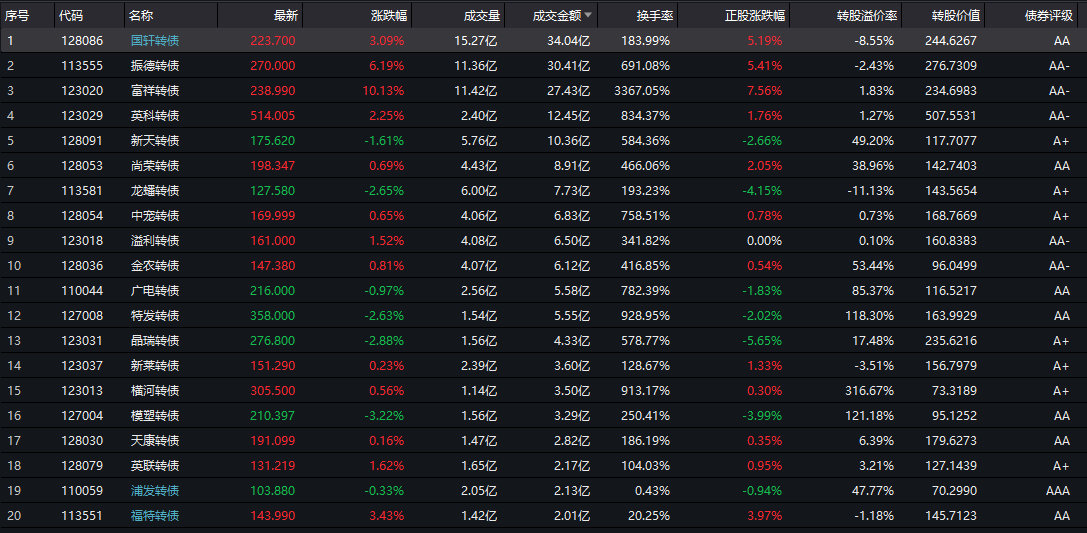 序号 代码 名称 最新 涨跌幅 成交量 成交金额 换手率 正股涨跌幅 转股溢价率 转股价值 债券评级
1 128086 国轩转债 223.700 3.09% 15.27亿 34.04亿 183.99% 5.19% -8.55% 244.6267 AA
2 113555 振德转债 270.000 6.19% 11.36亿 30.41亿 691.08% 5.41% -2.43% 276.7309 AA-
3 123020 富祥转债 238.990 10.13% 11.42亿 27.43亿 3367.05% 7.56% 1.83% 234.6983 AA-
4 123029 英科转债 514.005 2.25% 2.40亿 12.45亿 834.37% 1.76% 1.27% 507.5531 AA-
5 128091 新天转债 175.620 -1.61% 5.76亿 10.36亿 584.36% -2.66% 49.20% 117.7077 A+
6 128053 尚荣转债 198.347 0.69% 4.43亿 8.91亿 466.06% 2.05% 38.96% 142.7403 AA
7 113581 龙蟠转债 127.580 -2.65% 6.00亿 7.73亿 193.23% -4.15% -11.13% 143.5654 A+
8 128054 中宠转债 169.999 0.65% 4.06亿 6.83亿 758.51% 0.78% 0.73% 168.7669 A+
9 123018 溢利转债 161.000 1.52% 4.08亿 6.50亿 341.82% 0.00% 0.10% 160.8383 AA-
10 128036 金农转债 147.380 0.81% 4.07亿 6.12亿 416.85% 0.54% 53.44% 96.0499 AA-
11 110044 广电转债 216.000 -0.97% 2.56亿 5.58亿 782.39% -1.83% 85.37% 116.5217 AA
12 127008 特发转债 358.000 -2.63% 1.54亿 5.55亿 928.95% -2.02% 118.30% 163.9929 AA
13 123031 晶瑞转债 276.800 -2.88% 1.56亿 4.33亿 578.77% -5.65% 17.48% 235.6216 A+
14 123037 新莱转债 151.290 0.23% 2.39亿 3.60亿 128.67% 1.33% -3.51% 156.7979 A+
15 123013 横河转债 305.500 0.56% 1.14亿 3.50亿 913.17% 0.30% 316.67% 73.3189 A+
16 127004 模塑转债 210.397 -3.22% 1.56亿 3.29亿 250.41% -3.99% 121.18% 95.1252 AA
17 128030 天康转债 191.099 0.16% 1.47亿 2.82亿 186.19% 0.35% 6.39% 179.6273 AA
18 128079 英联转债 131.219 1.62% 1.65亿 2.17亿 104.03% 0.95% 3.21% 127.1439 A+
19 110059 浦发转债 103.880 -0.33% 2.05亿 2.13亿 0.43% -0.94% 47.77% 70.2990 AAA
20 113551 福特转债 143.990 3.43% 1.42亿 2.01亿 20.25% 3.97% -1.18% 145.7123 AA